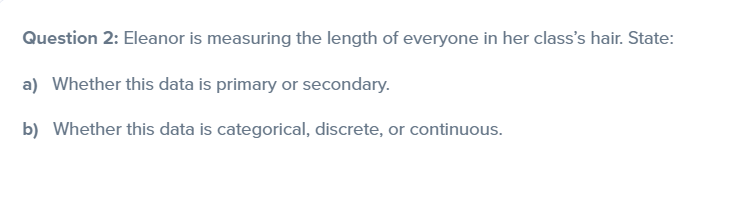 Question 2: Eleanor is measuring the length of everyone in her class’s hair. State:
a) Whether this data is primary or secondary.
b) Whether this data is categorical, discrete, or continuous.